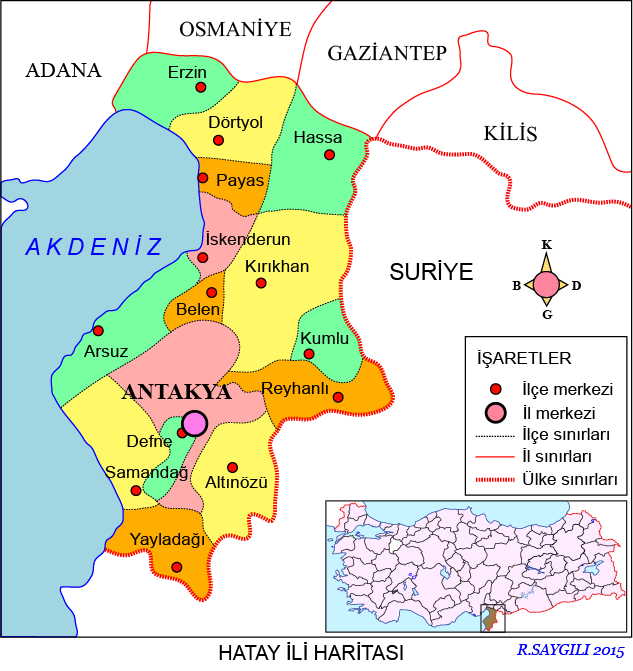 OSMANİYE
GAZİANTEP
ADANA
Erzin
Dörtyol
Hassa
KİLİS
Payas
AKDENİZ
İskenderun
Kırıkhan
SURİYE
K
B
D
G
Belen
Arsuz
Kumlu
ANTAKYA
Reyhanlı
Defne
Samandağ
Altınözü
Yayladağı
İŞARETLER
İlçe merkezi
İl merkezi
İlçe sınırları
İl sınırları
Ülke sınırları
HATAY İLİ HARİTASI
R.SAYGILI 2015